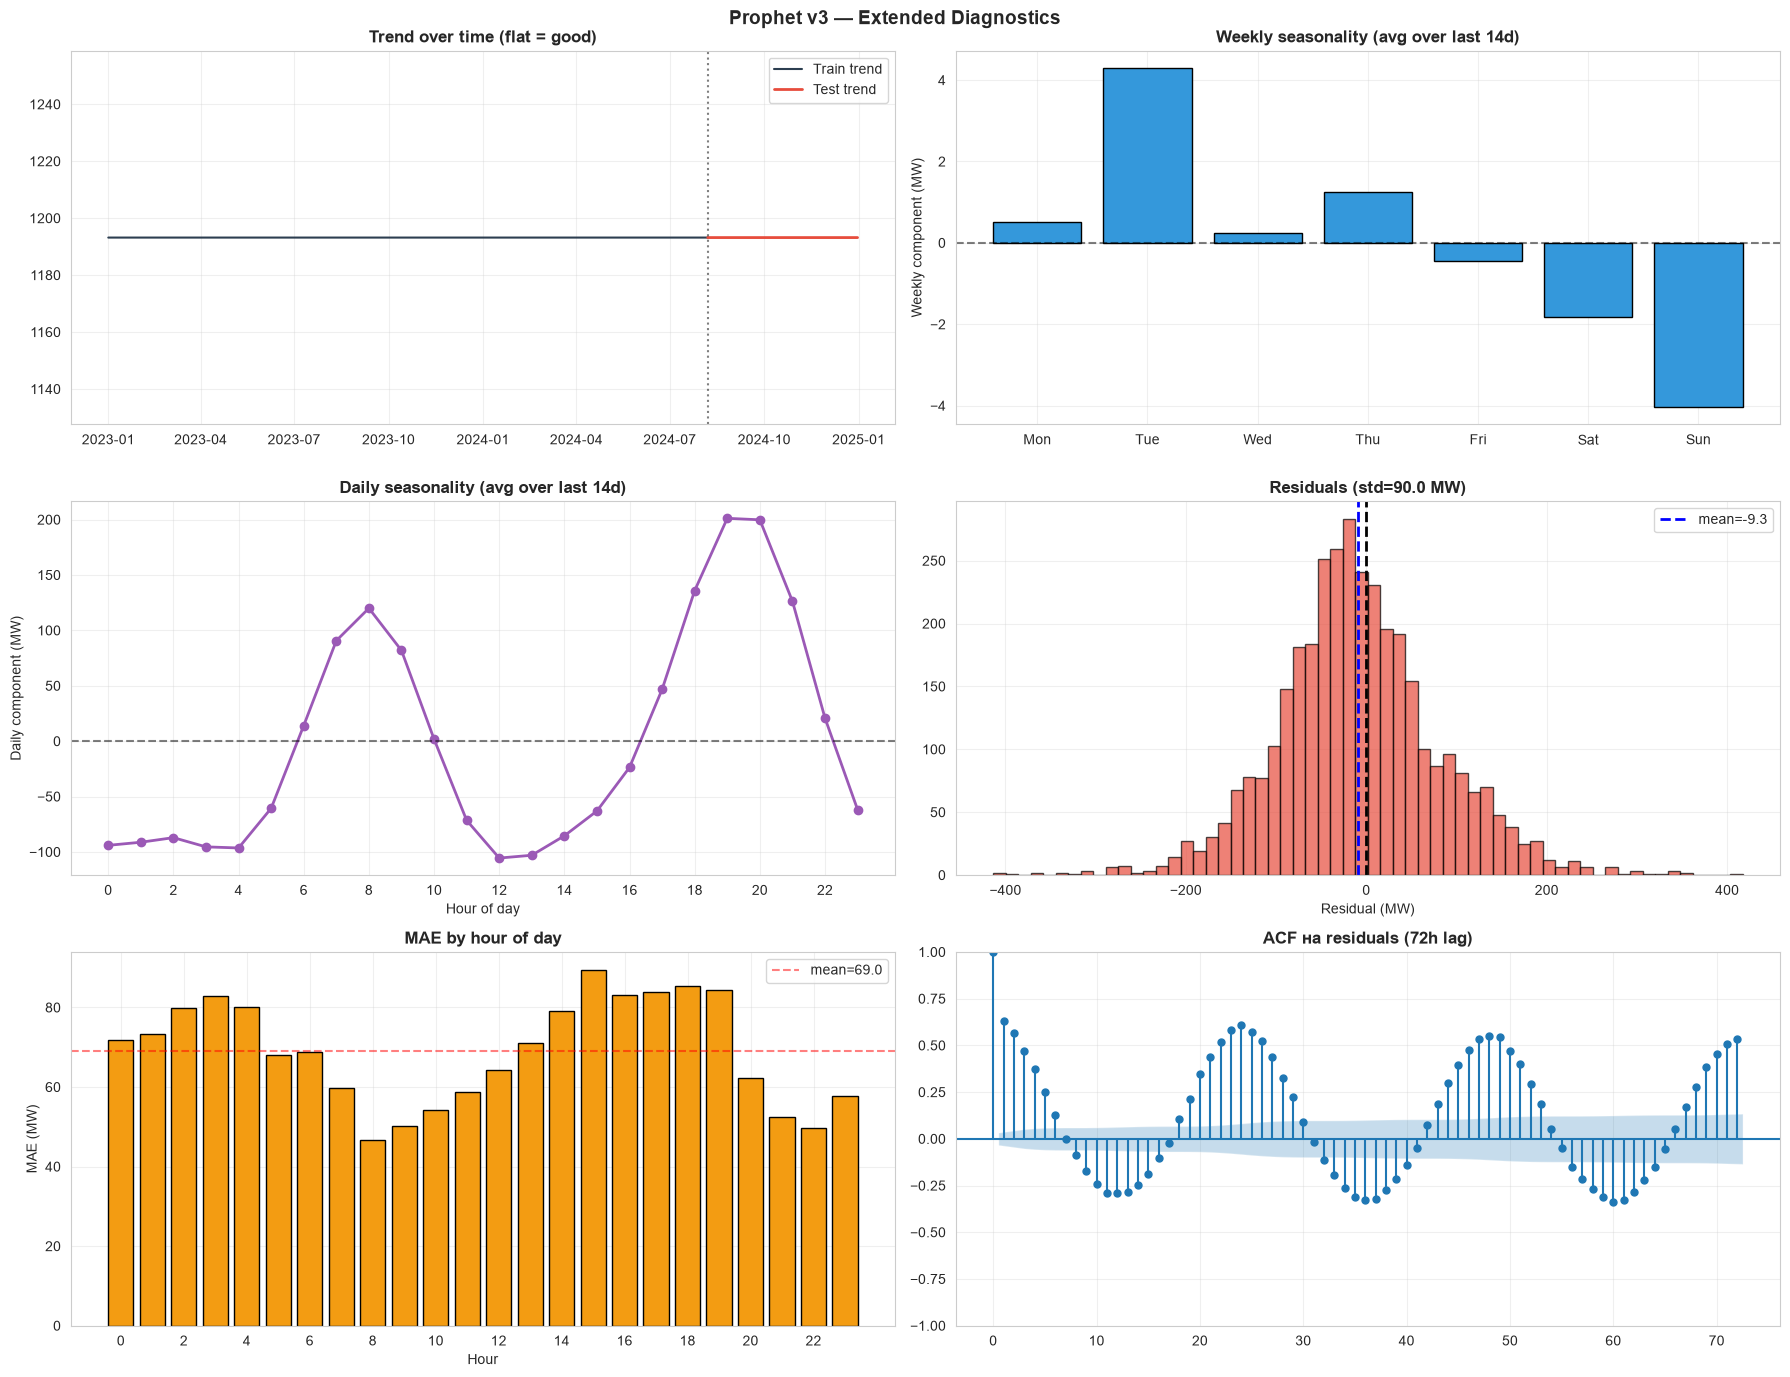 Prophet v3 — Extended Diagnostics
Trend over time (flat = good)
1240
1220
1200
1180
1160
1140
2023-01 2023-04 2023-07 2023-10 2024-01 2024-04 2024-07 2024-10 2025-01
Train trend
Test trend
Weekly seasonality (avg over last 14d)
Weekly component (MW)
4
2
0
−2
−4
Mon Tue Wed Thu Fri Sat Sun
Daily seasonality (avg over last 14d)
Daily component (MW)
200
150
100
50
0
−50
−100
0 2 4 6 8 10 12 14 16 18 20 22
Hour of day
Residuals (std=90.0 MW)
mean=-9.3
250
200
150
100
50
0
−400 −200 0 200 400
Residual (MW)
MAE by hour of day
mean=69.0
MAE (MW)
80
60
40
20
0
0 2 4 6 8 10 12 14 16 18 20 22
Hour
ACF на residuals (72h lag)
1.00
0.75
0.50
0.25
0.00
−0.25
−0.50
−0.75
−1.00
0 10 20 30 40 50 60 70